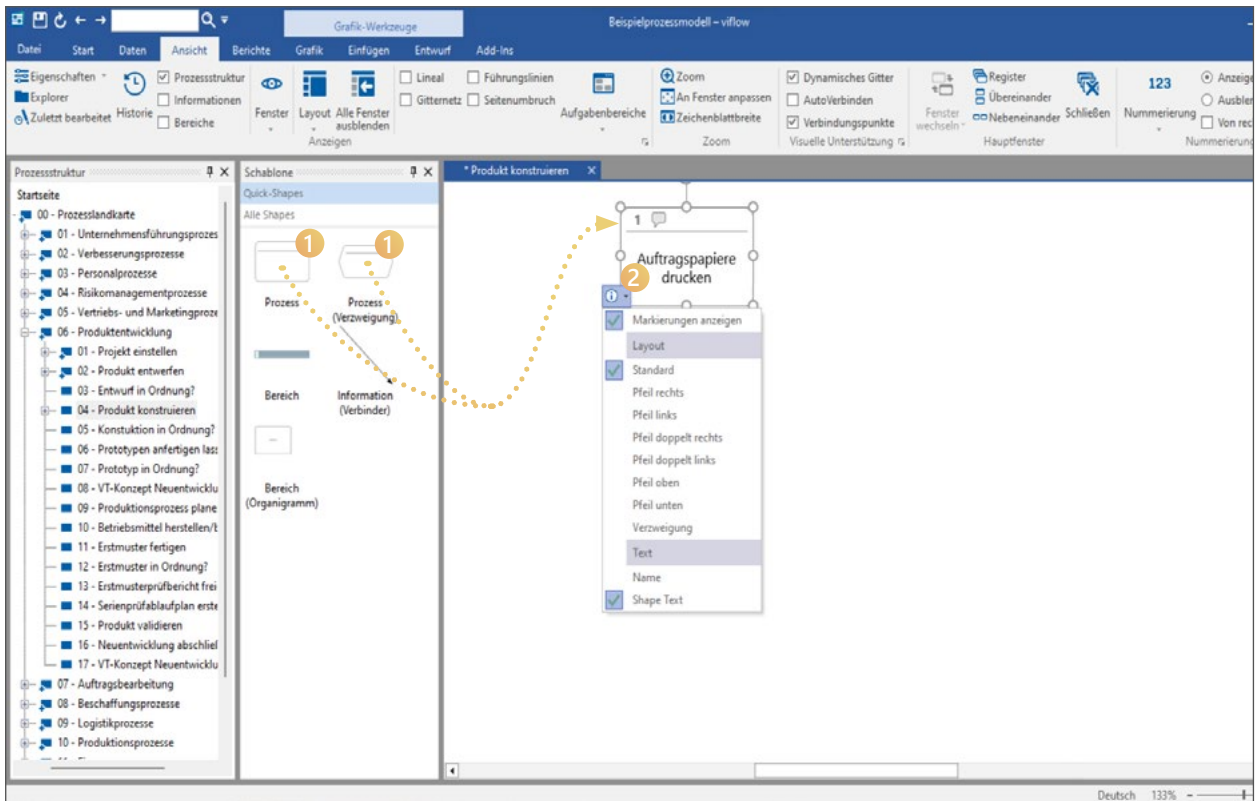 Grafik-Werkzeuge
Beispielprozessmodell – viflow
Datei Start Daten Ansicht Berichte Grafik Einfügen Entwurf Add-Ins
Eigenschaften
Explorer
Zuletzt bearbeitet
Historie
Prozessstruktur
Informationen
Bereiche
Fenster
Layout
Alle Fenster
ausblenden
Anzeigen
Lineal
Gitternetz
Führungslinien
Seitenumbruch
Aufgabenbereiche
Zoom
An Fenster anpassen
Zeichenblattbreite
Zoom
Dynamisches Gitter
AutoVerbinden
Verbindungspunkte
Visuelle Unterstützung
Fenster
wechseln
Register
Übereinander
Nebeneinander
Schließen
Hauptfenster
123
Nummerierung
Anzeige
Ausbler
Von rec
Nummerierung
Prozessstruktur
Startseite
00 - Prozesslandkarte
01 - Unternehmensführungsprozes
02 - Verbesserungsprozesse
03 - Personalprozesse
04 - Risikomanagementprozesse
05 - Vertriebs- und Marketingproze
06 - Produktentwicklung
01 - Projekt einstellen
02 - Produkt entwerfen
03 - Entwurf in Ordnung?
04 - Produkt konstruieren
05 - Konstuktion in Ordnung?
06 - Prototypen anfertigen lass
07 - Prototyp in Ordnung?
08 - VT-Konzept Neuentwicklu
09 - Produktionsprozess plane
10 - Betriebsmittel herstellen/b
11 - Erstmuster fertigen
12 - Erstmuster in Ordnung?
13 - Erstmusterprüfbericht frei
14 - Serienprüfablaufplan erste
15 - Produkt validieren
16 - Neuentwicklung abschließ
17 - VT-Konzept Neuentwicklu
07 - Auftragsbearbeitung
08 - Beschaffungsprozesse
09 - Logistikprozesse
10 - Produktionsprozesse
Schablone
Quick-Shapes
Alle Shapes
1 1
Prozess
Prozess
(Verzweigung)
Bereich
Information
(Verbinder)
Bereich
(Organigramm)
* Produkt konstruieren
1
Auftragspapiere
drucken
2
Markierungen anzeigen
Layout
Standard
Pfeil rechts
Pfeil links
Pfeil doppelt rechts
Pfeil doppelt links
Pfeil oben
Pfeil unten
Verzweigung
Text
Name
Shape Text
Deutsch 133%